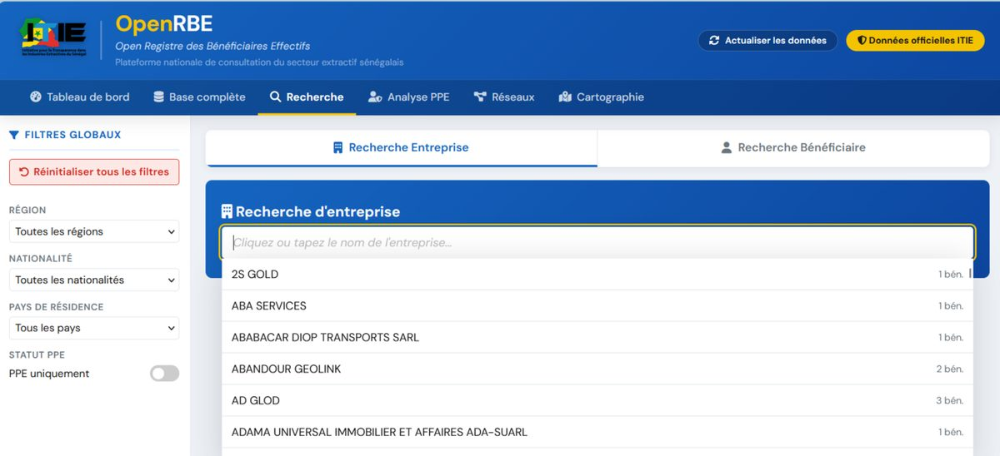 ITIE
Initiative pour la Transparence dans
les Industries Extractives du Sénégal
OpenRBE
Open Registre des Bénéficiaires Effectifs
Plateforme nationale de consultation du secteur extractif sénégalais
Actualiser les données
Données officielles ITIE
Tableau de bord
Base complète
Recherche
Analyse PPE
Réseaux
Cartographie
FILTRES GLOBAUX
Réinitialiser tous les filtres
RÉGION
Toutes les régions
NATIONALITÉ
Toutes les nationalités
PAYS DE RÉSIDENCE
Tous les pays
STATUT PPE
PPE uniquement
Recherche Entreprise
Recherche Bénéficiaire
Recherche d'entreprise
Cliquez ou tapez le nom de l'entreprise...
2S GOLD 1 bén.
ABA SERVICES 1 bén.
ABABACAR DIOP TRANSPORTS SARL 1 bén.
ABANDOUR GEOLINK 2 bén.
AD GLOD 3 bén.
ADAMA UNIVERSAL IMMOBILIER ET AFFAIRES ADA-SUARL 1 bén.